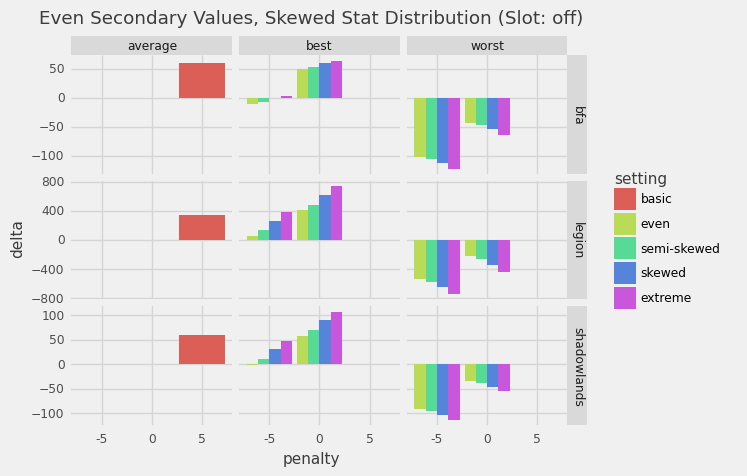 Even Secondary Values, Skewed Stat Distribution (Slot: off)
average best worst
50
0
-50
-100
bfa
800
400
0
-400
-800
legion
100
50
0
-50
-100
shadowlands
-5 0 5 -5 0 5 -5 0 5
delta
penalty
setting
basic
even
semi-skewed
skewed
extreme